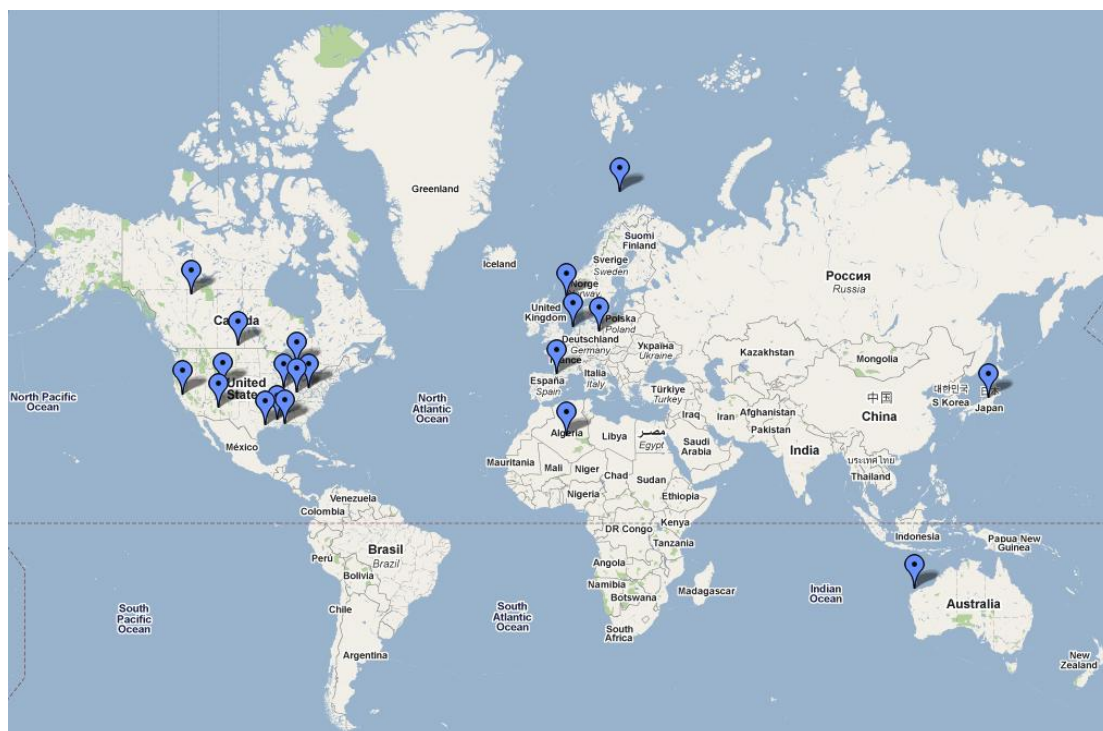 Greenland
Iceland
Suomi
Finland
Sverige
Sweden
Norge
Norway
Россия
Russia
Canada
United
Kingdom
Polska
Poland
Deutschland
Germany
France
Україна
Ukraine
Казахстан
Kazakhstan
Mongolia
United
States
Italia
Italy
España
Spain
Türkiye
Turkey
대한민국
S Korea
Japan
中国
China
North Pacific
Ocean
North
Atlantic
Ocean
Iraq
Iran
Afghanistan
Pakistan
México
Algeria
Libya
مصر
Egypt
Saudi
Arabia
India
ประเทศไทย
Thailand
Mauritania
Mali
Niger
Chad
Sudan
Nigeria
Ethiopia
Venezuela
Colombia
DR Congo
Kenya
Tanzania
Indonesia
Papua New
Guinea
Perú
Brasil
Brazil
Bolivia
Angola
Namibia
Botswana
Madagascar
Indian
Ocean
Australia
South
Pacific
Ocean
Chile
South
Atlantic
Ocean
South
Africa
Argentina
New
Zealand